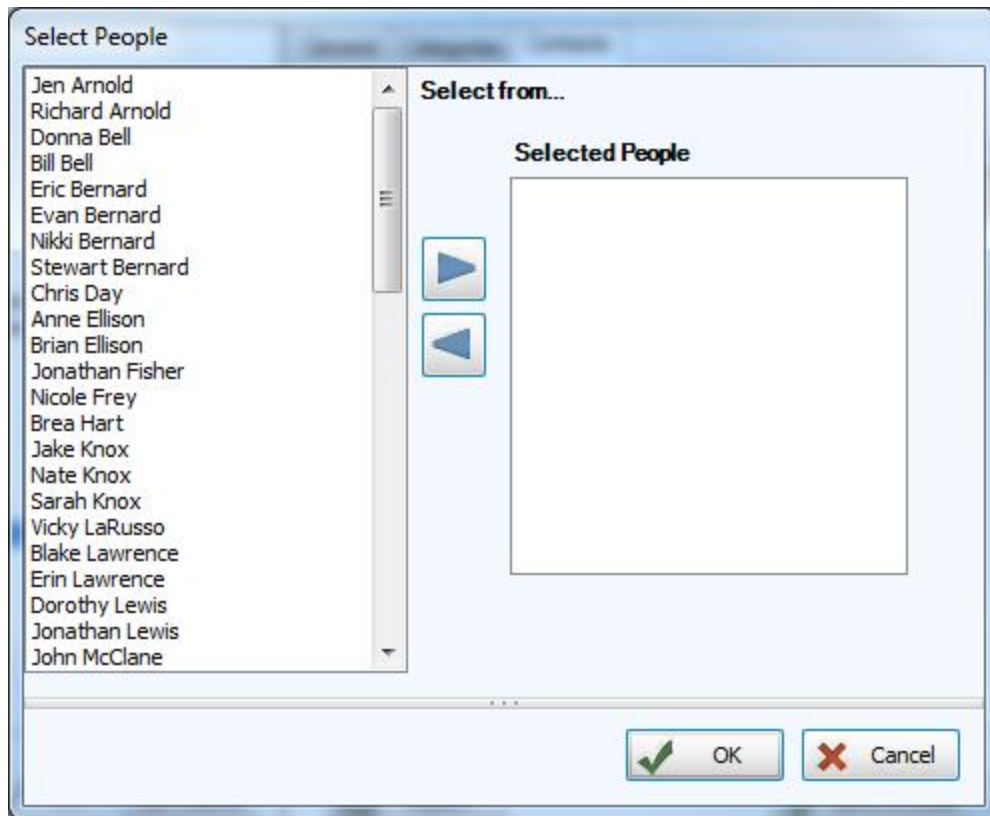 Select People
Jen Arnold
Richard Arnold
Donna Bell
Bill Bell
Eric Bernard
Evan Bernard
Nikki Bernard
Stewart Bernard
Chris Day
Anne Ellison
Brian Ellison
Jonathan Fisher
Nicole Frey
Brea Hart
Jake Knox
Nate Knox
Sarah Knox
Vicky LaRusso
Blake Lawrence
Erin Lawrence
Dorothy Lewis
Jonathan Lewis
John McClane
Select from...
Selected People
OK
Cancel